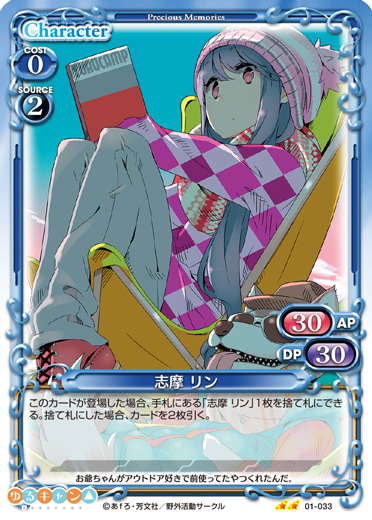 Precious Memories
Character
COST
0
SOURCE
2
YURUCAMP
30 AP
DP 30
志摩 リン
このカードが登場した場合、手札にある「志摩 リン」1枚を捨て札にでき
る。捨て札にした場合、カードを2枚引く。
お爺ちゃんがアウトドア好きで前使ってたやつくれたんだ。
ゆるキャン△
©あfろ・芳文社/野外活動サークル
01-033